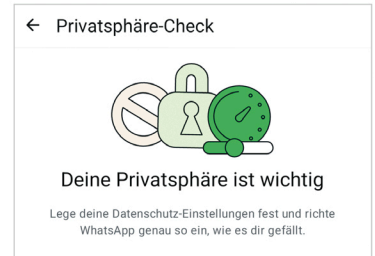 Privatsphäre-Check
Deine Privatsphäre ist wichtig
Lege deine Datenschutz-Einstellungen fest und richte
WhatsApp genau so ein, wie es dir gefällt.